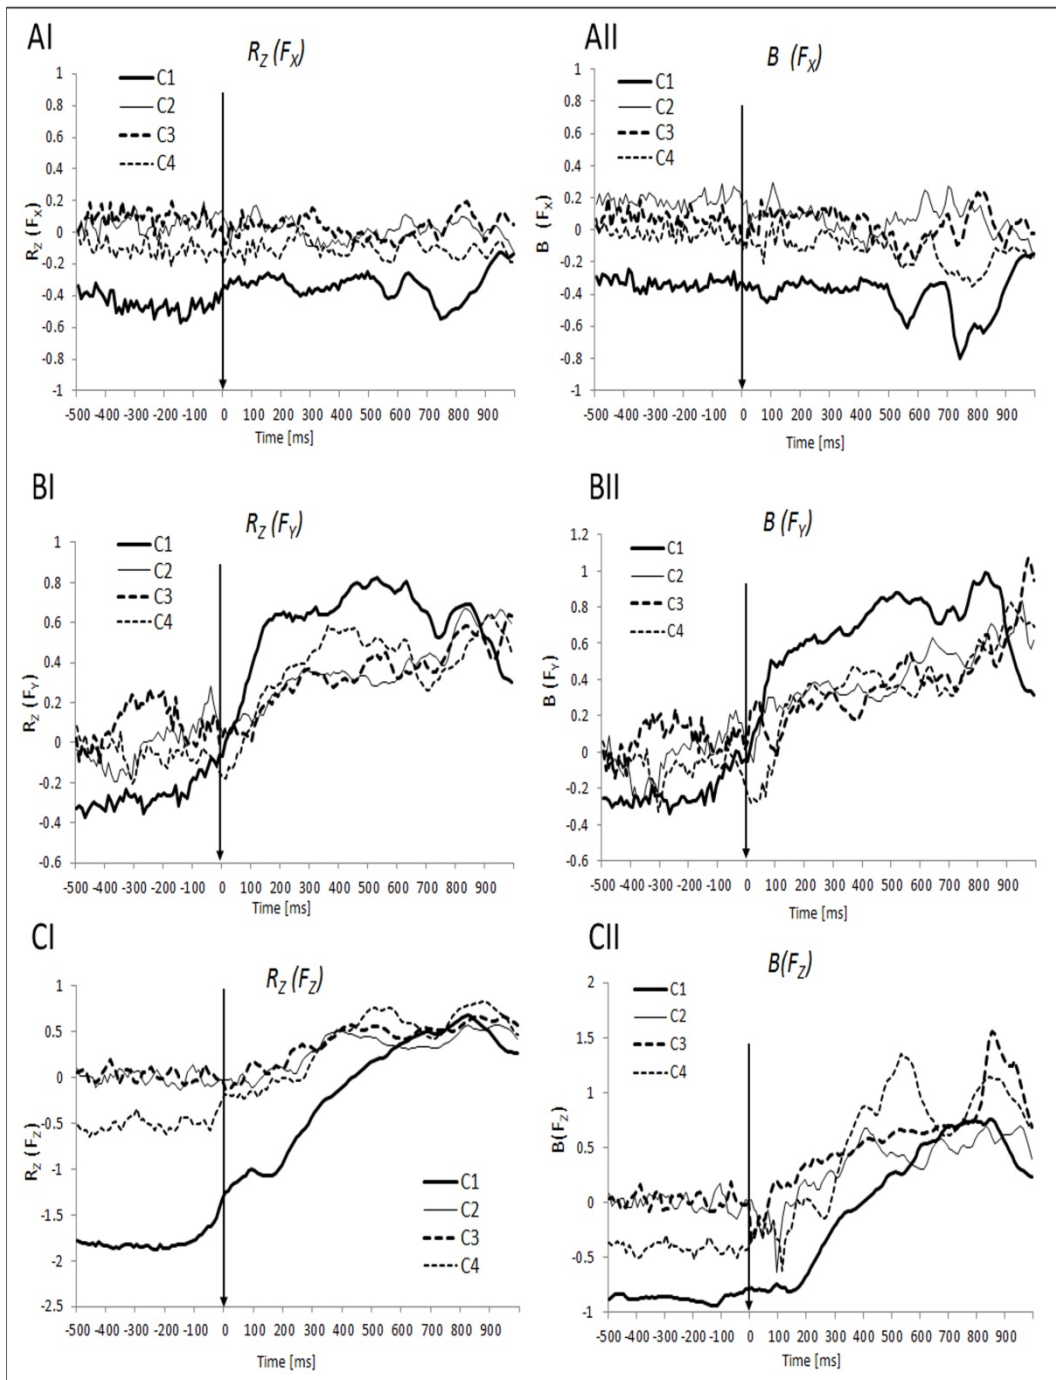 AI
R_Z (F_X)
C1
C2
C3
C4
R_Z (F_X)
1
0.8
0.6
0.4
0.2
0
-0.2
-0.4
-0.6
-0.8
-1
-500 -400 -300 -200 -100 0 100 200 300 400 500 600 700 800 900
Time [ms]
AII
B (F_X)
C1
C2
C3
C4
B (F_X)
1
0.8
0.6
0.4
0.2
0
-0.2
-0.4
-0.6
-0.8
-1
-500 -400 -300 -200 -100 0 100 200 300 400 500 600 700 800 900
Time [ms]
BI
R_Z (F_Y)
C1
C2
C3
C4
R_Z (F_Y)
1
0.8
0.6
0.4
0.2
0
-0.2
-0.4
-0.6
-500 -400 -300 -200 -100 0 100 200 300 400 500 600 700 800 900
Time [ms]
BII
B (F_Y)
C1
C2
C3
C4
B (F_Y)
1.2
1
0.8
0.6
0.4
0.2
0
-0.2
-0.4
-0.6
-500 -400 -300 -200 -100 0 100 200 300 400 500 600 700 800 900
Time [ms]
CI
R_Z (F_Z)
R_Z (F_Z)
1
0.5
0
-0.5
-1
-1.5
-2
-2.5
C1
C2
C3
C4
-500 -400 -300 -200 -100 0 100 200 300 400 500 600 700 800 900
Time [ms]
CII
B(F_Z)
C1
C2
C3
C4
B(F_Z)
2
1.5
1
0.5
0
-0.5
-1
-500 -400 -300 -200 -100 0 100 200 300 400 500 600 700 800 900
Time [ms]